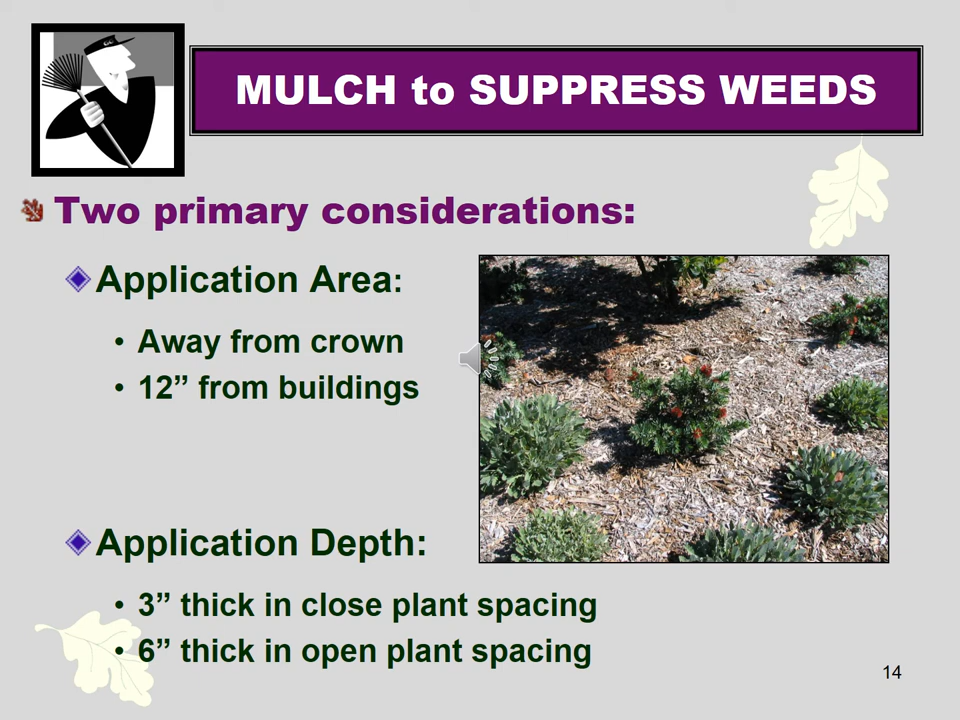 MULCH to SUPPRESS WEEDS
Two primary considerations:
Application Area:
• Away from crown
• 12” from buildings
Application Depth:
• 3” thick in close plant spacing
• 6” thick in open plant spacing
14